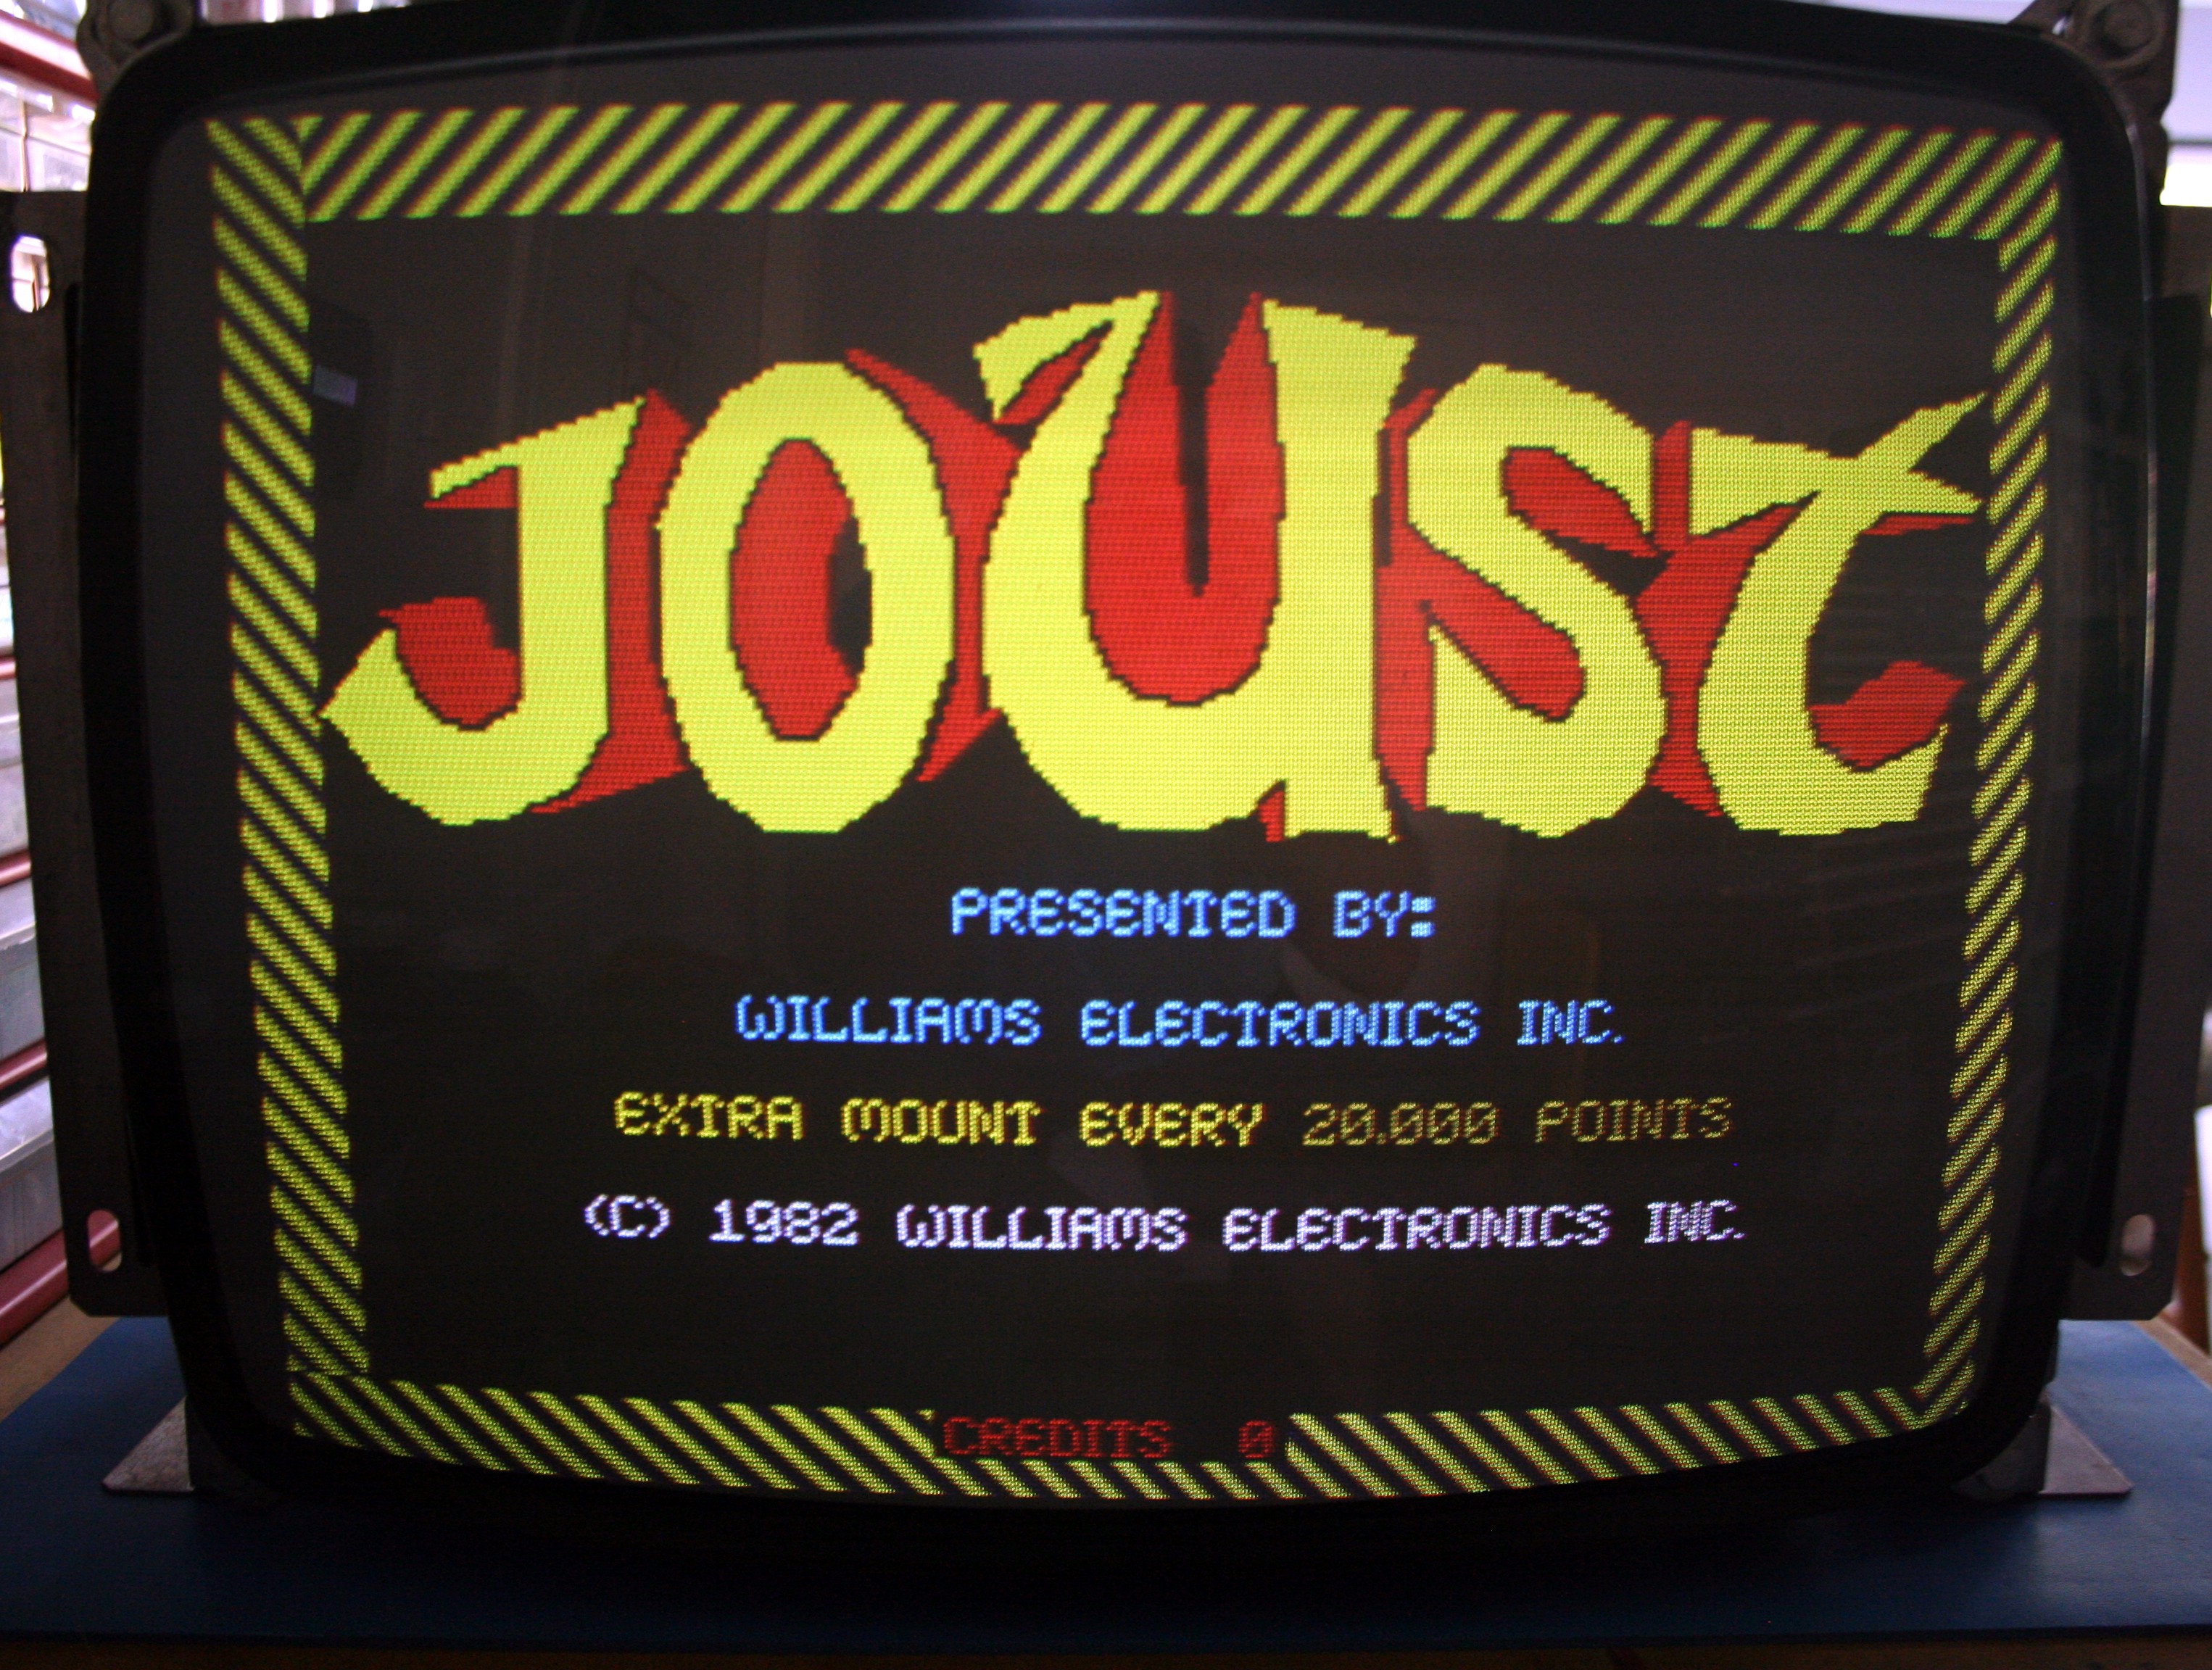 JOUST
PRESENTED BY:
WILLIAMS ELECTRONICS INC.
EXTRA MOUNT EVERY 20,000 POINTS
(C) 1982 WILLIAMS ELECTRONICS INC.
CREDITS 0